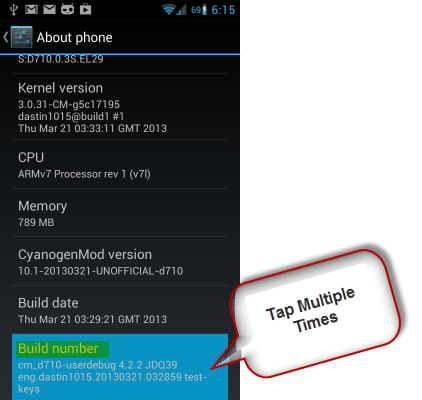 69 6:15
About phone
S:D710.0.3S.EL29
Kernel version
3.0.31-CM-g5c17195
dastin1015@build1 #1
Thu Mar 21 03:33:11 GMT 2013
CPU
ARMv7 Processor rev 1 (v7l)
Memory
789 MB
CyanogenMod version
10.1-20130321-UNOFFICIAL-d710
Build date
Thu Mar 21 03:29:21 GMT 2013
Build number
cm_d710-userdebug 4.2.2 JDQ39
eng.dastin1015.20130321.032859 test-
keys
Tap Multiple
Times